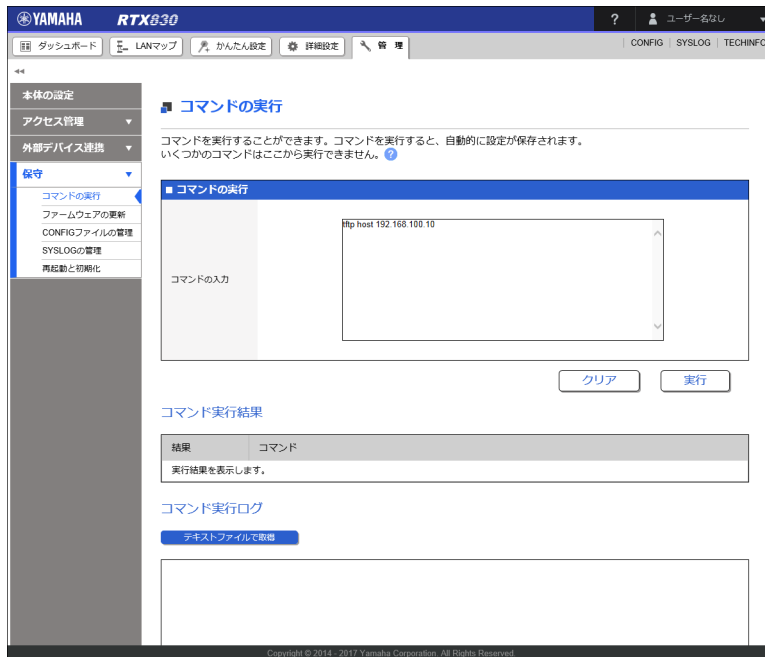 YAMAHA RTX830 ? ユーザー名なし
ダッシュボード LANマップ かんたん設定 詳細設定 管理 CONFIG SYSLOG TECHINFO
本体の設定
アクセス管理
外部デバイス連携
保守
コマンドの実行
ファームウェアの更新
CONFIGファイルの管理
SYSLOGの管理
再起動と初期化
コマンドの実行
コマンドを実行することができます。コマンドを実行すると、自動的に設定が保存されます。
いくつかのコマンドはここから実行できません。 ?
コマンドの実行
コマンドの入力
tftp host 192.168.100.10
クリア 実行
コマンド実行結果
結果 コマンド
実行結果を表示します。
コマンド実行ログ
テキストファイルで取得
Copyright © 2014 - 2017 Yamaha Corporation. All Rights Reserved.